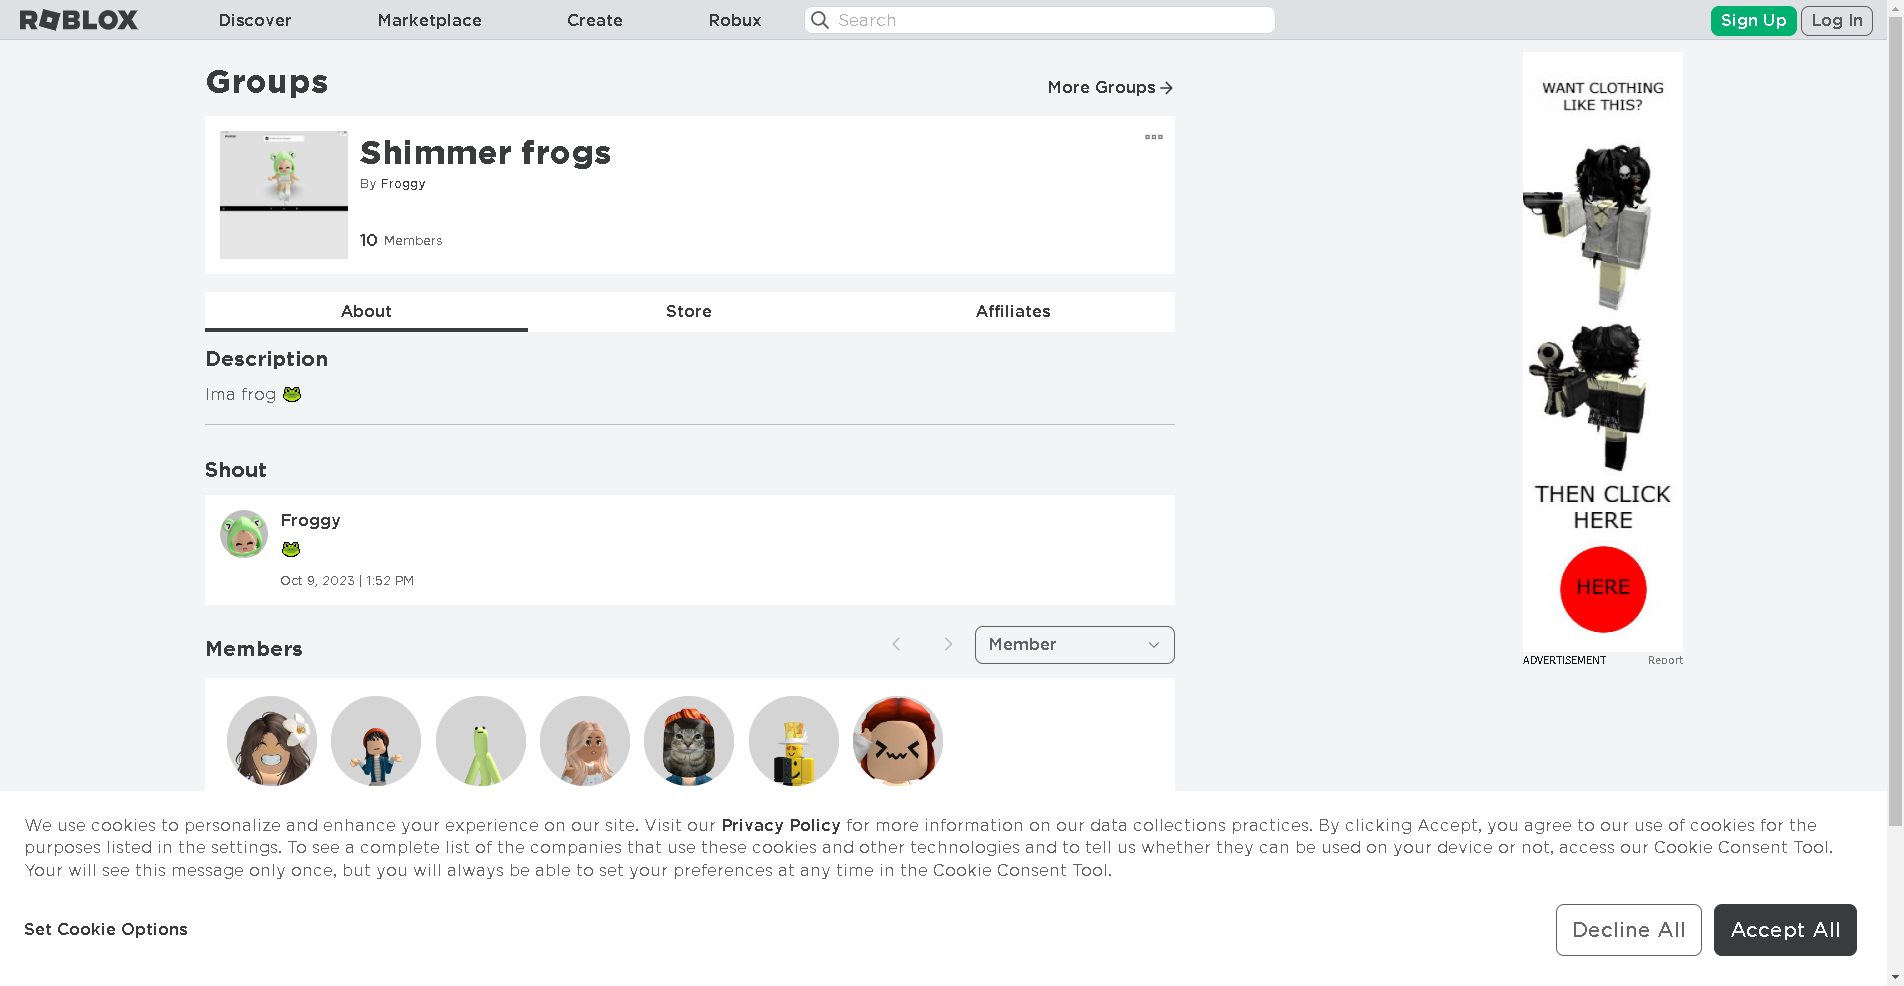 ROBLOX
Discover
Marketplace
Create
Robux
Search
Sign Up
Log In
Groups
More Groups
Shimmer frogs
By Froggy
10 Members
About
Store
Affiliates
Description
Ima frog 🐸
Shout
Froggy
🐸
Oct 9, 2023 | 1:52 PM
Members
Member
WANT CLOTHING
LIKE THIS?
THEN CLICK
HERE
HERE
ADVERTISEMENT
Report
We use cookies to personalize and enhance your experience on our site. Visit our Privacy Policy for more information on our data collections practices. By clicking Accept, you agree to our use of cookies for the
purposes listed in the settings. To see a complete list of the companies that use these cookies and other technologies and to tell us whether they can be used on your device or not, access our Cookie Consent Tool.
Your will see this message only once, but you will always be able to set your preferences at any time in the Cookie Consent Tool.
Set Cookie Options
Decline All
Accept All